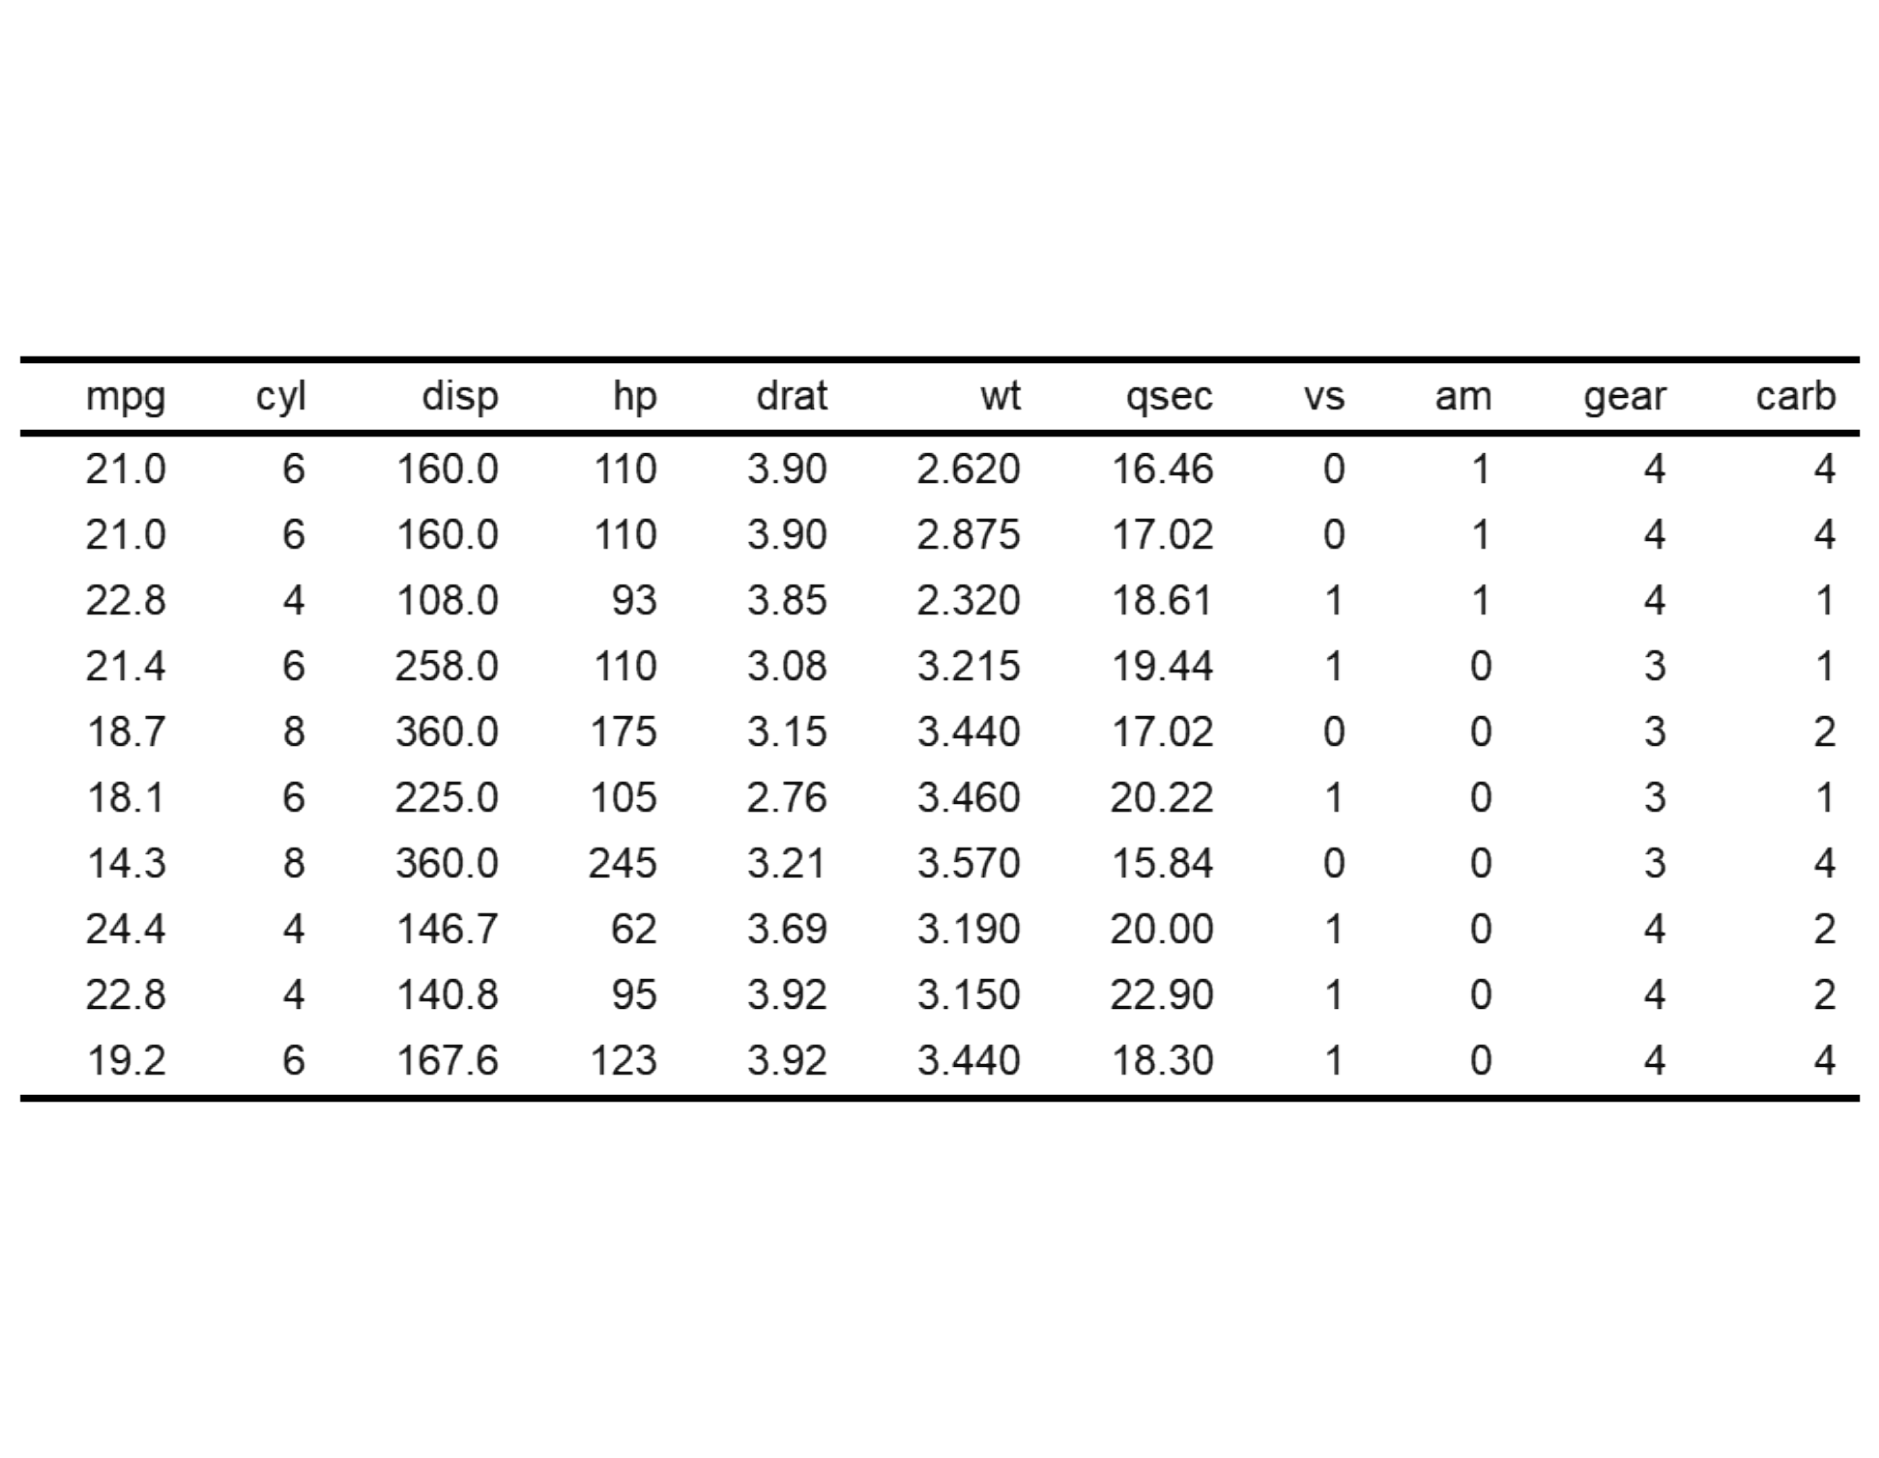 mpg cyl disp hp drat wt qsec vs am gear carb
21.0 6 160.0 110 3.90 2.620 16.46 0 1 4 4
21.0 6 160.0 110 3.90 2.875 17.02 0 1 4 4
22.8 4 108.0 93 3.85 2.320 18.61 1 1 4 1
21.4 6 258.0 110 3.08 3.215 19.44 1 0 3 1
18.7 8 360.0 175 3.15 3.440 17.02 0 0 3 2
18.1 6 225.0 105 2.76 3.460 20.22 1 0 3 1
14.3 8 360.0 245 3.21 3.570 15.84 0 0 3 4
24.4 4 146.7 62 3.69 3.190 20.00 1 0 4 2
22.8 4 140.8 95 3.92 3.150 22.90 1 0 4 2
19.2 6 167.6 123 3.92 3.440 18.30 1 0 4 4